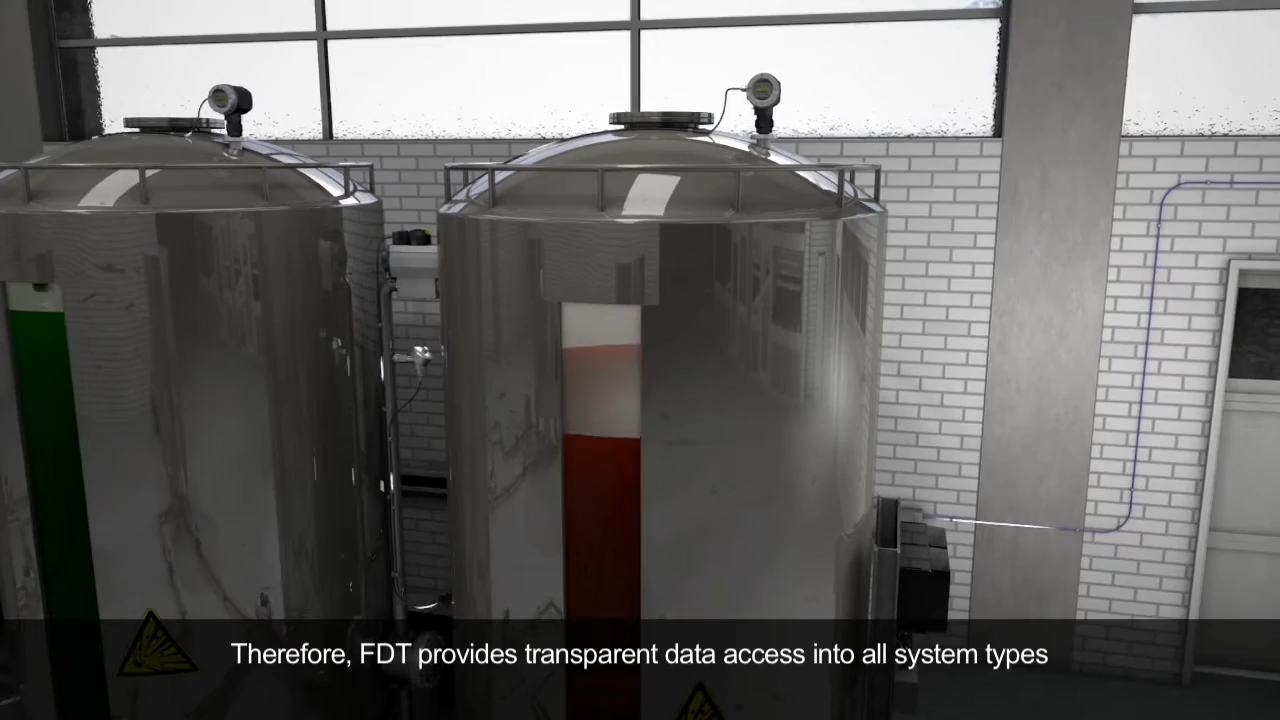 Therefore, FDT provides transparent data access into all system types